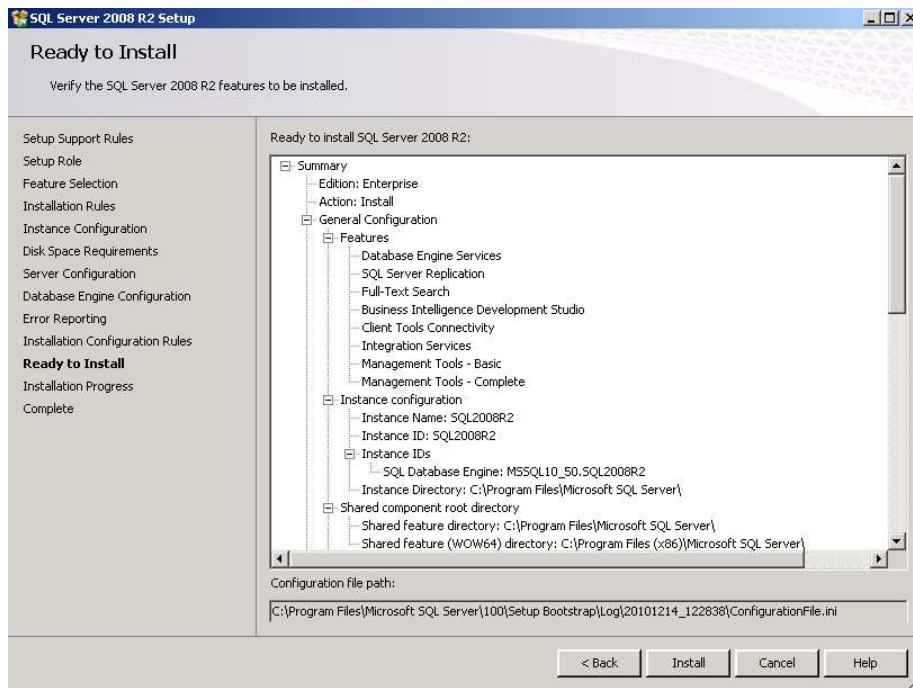 SQL Server 2008 R2 Setup
Ready to Install
Verify the SQL Server 2008 R2 features to be installed.
Setup Support Rules
Setup Role
Feature Selection
Installation Rules
Instance Configuration
Disk Space Requirements
Server Configuration
Database Engine Configuration
Error Reporting
Installation Configuration Rules
Ready to Install
Installation Progress
Complete
Ready to install SQL Server 2008 R2:
Summary
Edition: Enterprise
Action: Install
General Configuration
Features
Database Engine Services
SQL Server Replication
Full-Text Search
Business Intelligence Development Studio
Client Tools Connectivity
Integration Services
Management Tools - Basic
Management Tools - Complete
Instance configuration
Instance Name: SQL2008R2
Instance ID: SQL2008R2
Instance IDs
SQL Database Engine: MSSQL10_50.SQL2008R2
Instance Directory: C:\Program Files\Microsoft SQL Server\
Shared component root directory
Shared feature directory: C:\Program Files\Microsoft SQL Server\
Shared feature (WOW64) directory: C:\Program Files (x86)\Microsoft SQL Server\
Configuration file path:
C:\Program Files\Microsoft SQL Server\100\Setup Bootstrap\Log\20101214_122838\ConfigurationFile.ini
< Back Install Cancel Help